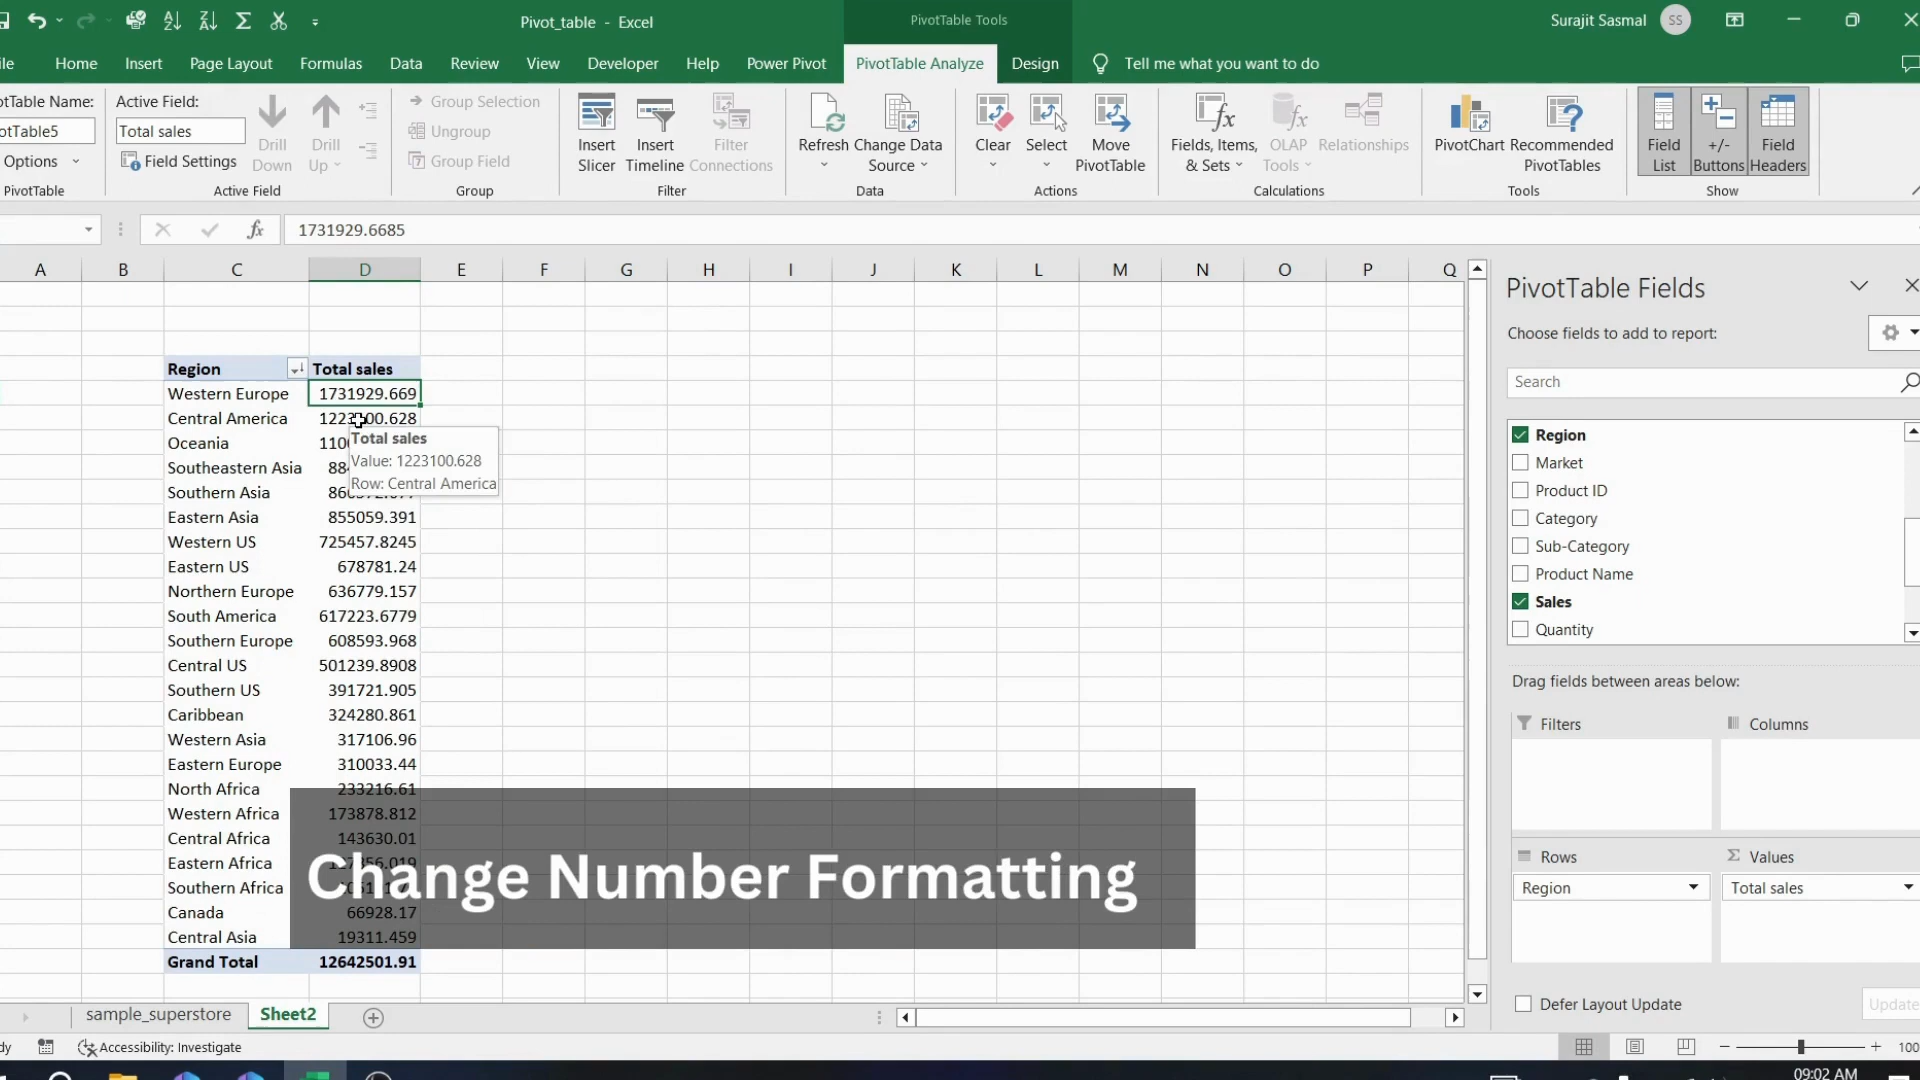 Pivot_table - Excel
PivotTable Tools
Surajit Sasmal
SS
Home
Insert
Page Layout
Formulas
Data
Review
View
Developer
Help
Power Pivot
PivotTable Analyze
Design
Tell me what you want to do
otTable Name:
otTable5
Options
PivotTable
Active Field:
Total sales
Field Settings
Drill
Down
Drill
Up
Active Field
Group Selection
Ungroup
Group Field
Group
Insert
Slicer
Insert
Timeline
Filter
Connections
Filter
Refresh
Change Data
Source
Data
Clear
Select
Move
PivotTable
Actions
Fields, Items,
& Sets
OLAP
Tools
Relationships
Calculations
PivotChart
Recommended
PivotTables
Tools
Field
List
+/-
Buttons
Field
Headers
Show
fx
1731929.6685
A B C D E F G H I J K L M N O P Q
Region Total sales
Western Europe 1731929.669
Central America 1223100.628
Oceania
Southeastern Asia
Southern Asia
Total sales
Value: 1223100.628
Row: Central America
Eastern Asia 855059.391
Western US 725457.8245
Eastern US 678781.24
Northern Europe 636779.157
South America 617223.6779
Southern Europe 608593.968
Central US 501239.8908
Southern US 391721.905
Caribbean 324280.861
Western Asia 317106.96
Eastern Europe 310033.44
North Africa 233216.61
Western Africa 173878.812
Central Africa 143630.01
Eastern Africa
Southern Africa
Canada 66928.17
Central Asia 19311.459
Grand Total 12642501.91
Change Number Formatting
PivotTable Fields
Choose fields to add to report:
Search
Region
Market
Product ID
Category
Sub-Category
Product Name
Sales
Quantity
Drag fields between areas below:
Filters
Columns
Rows
Σ Values
Region
Total sales
Defer Layout Update
Update
sample_superstore
Sheet2
Accessibility: Investigate
100
09:02 AM